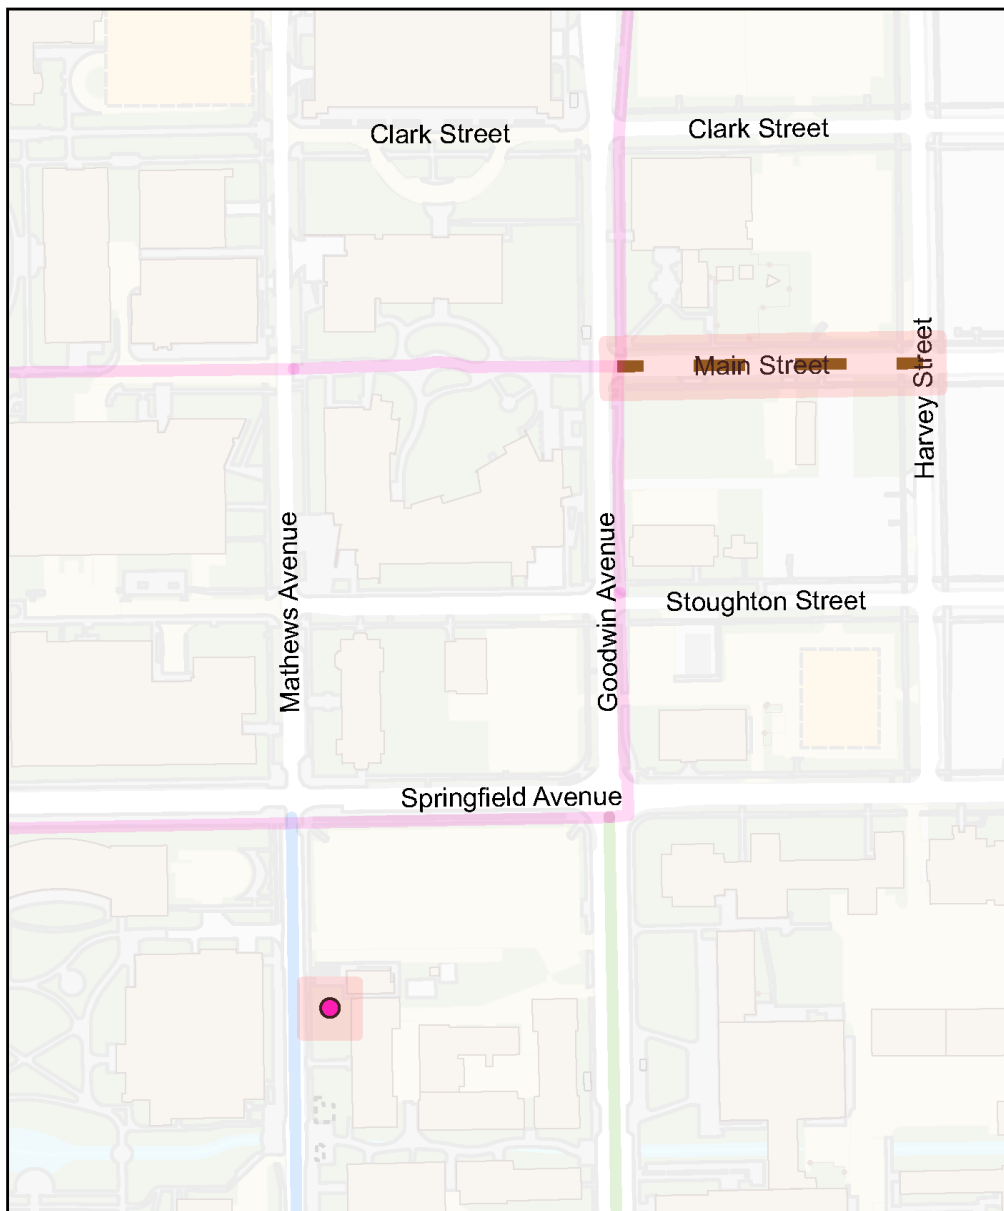 Clark Street
Clark Street
Main Street
Harvey Street
Mathews Avenue
Goodwin Avenue
Stoughton Street
Springfield Avenue